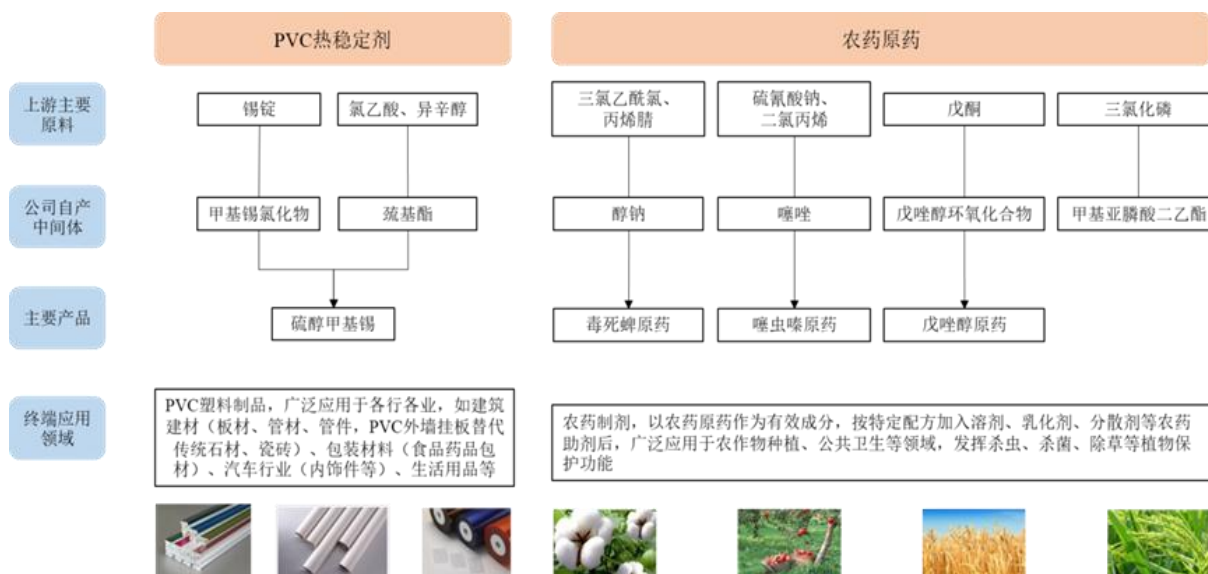 PVC热稳定剂
农药原药
上游主要
原料
锡锭
氯乙酸、异辛醇
三氯乙酰氯、
丙烯腈
硫氰酸钠、
二氯丙烯
戊酮
三氯化磷
公司自产
中间体
甲基锡氯化物
巯基酯
醇钠
噻唑
戊唑醇环氧化合物
甲基亚膦酸二乙酯
主要产品
硫醇甲基锡
毒死蜱原药
噻虫嗪原药
戊唑醇原药
终端应用
领域
PVC塑料制品，广泛应用于各行各业，如建筑
建材（板材、管材、管件，PVC外墙挂板替代
传统石材、瓷砖）、包装材料（食品药品包
材）、汽车行业（内饰件等）、生活用品等
农药制剂，以农药原药作为有效成分，按特定配方加入溶剂、乳化剂、分散剂等农药
助剂后，广泛应用于农作物种植、公共卫生等领域，发挥杀虫、杀菌、除草等植物保
护功能